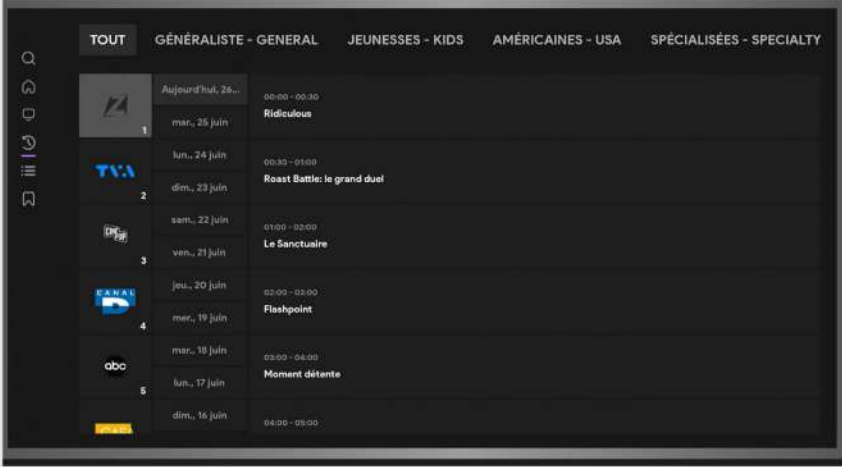 TOUT
GÉNÉRALISTE - GENERAL
JEUNESSES - KIDS
AMÉRICAINES - USA
SPÉCIALISÉES - SPECIALTY
Z
1
TVA
2
CINÉ
POP
3
CANAL
D
4
abc
5
Aujourd'hui, 26...
mar., 25 juin
lun., 24 juin
dim., 23 juin
sam., 22 juin
ven., 21 juin
jeu., 20 juin
mer., 19 juin
mar., 18 juin
lun., 17 juin
dim., 16 juin
00:00 - 00:30
Ridiculous
00:30 - 01:00
Roast Battle: le grand duel
01:00 - 02:00
Le Sanctuaire
02:00 - 03:00
Flashpoint
03:00 - 04:00
Moment détente
04:00 - 05:00